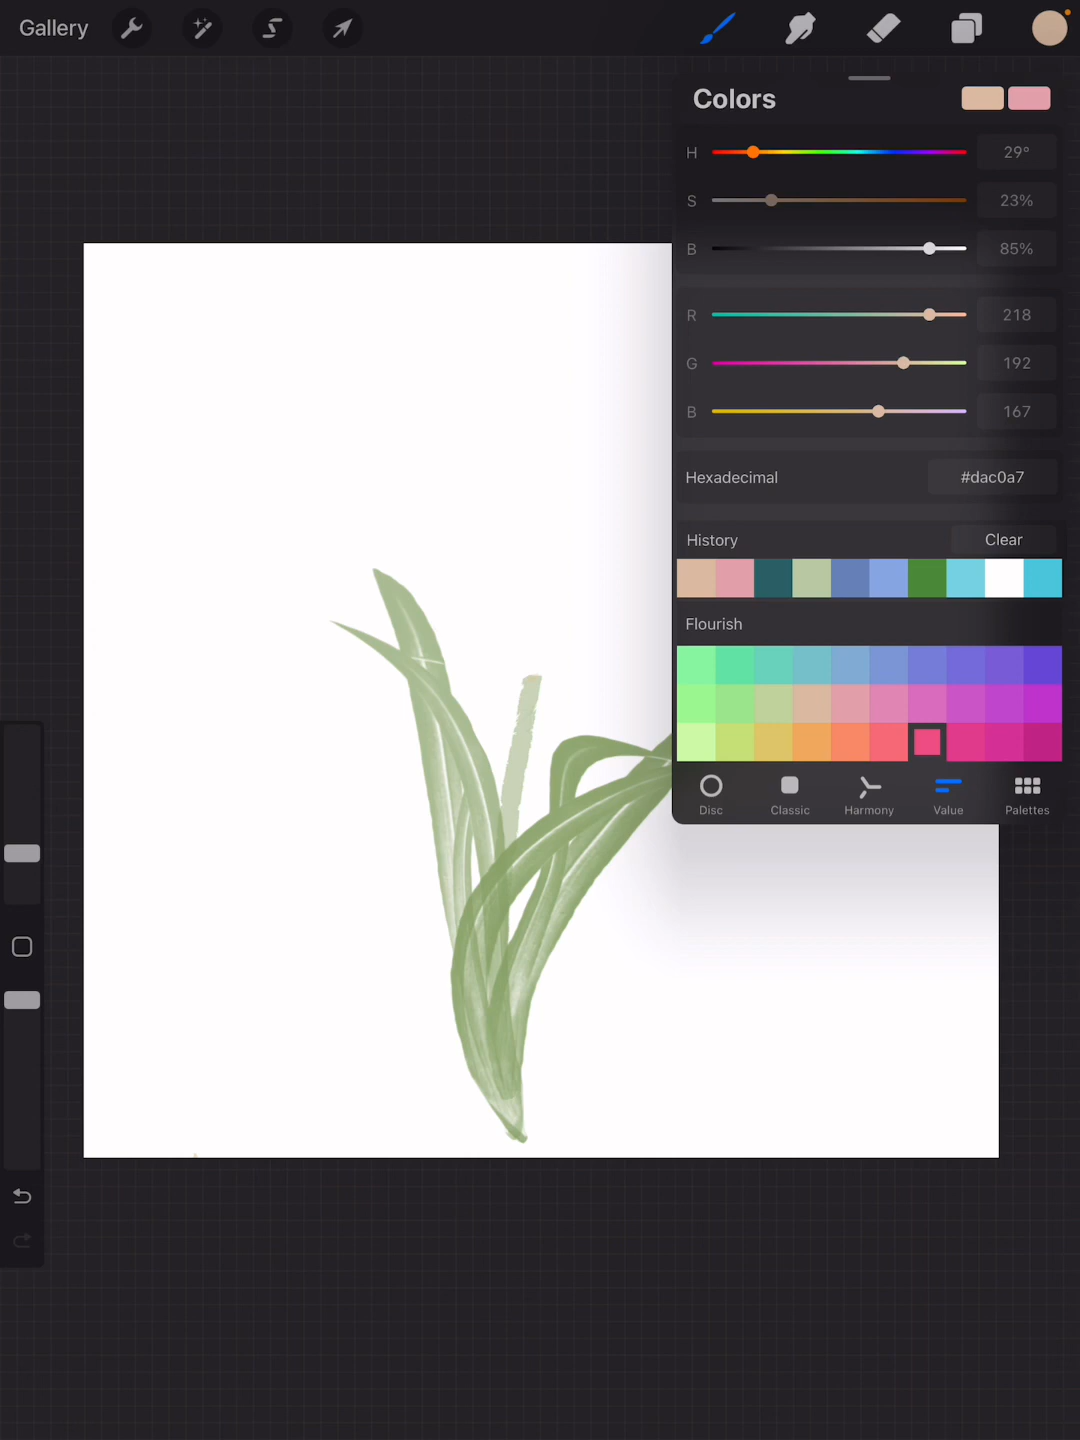 Gallery
Colors
H 29°
S 23%
B 85%
R 218
G 192
B 167
Hexadecimal #dac0a7
History Clear
Flourish
Disc Classic Harmony Value Palettes